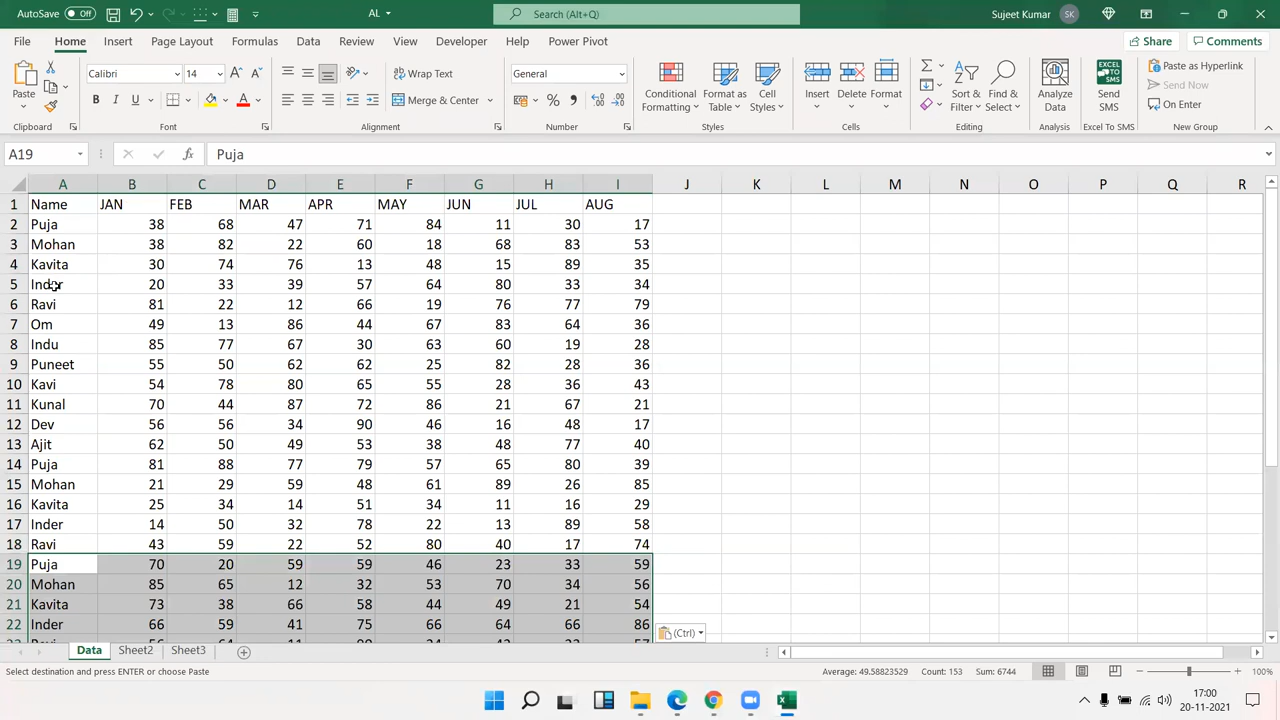 AutoSave Off AL Search (Alt+Q) Sujeet Kumar SK
File Home Insert Page Layout Formulas Data Review View Developer Help Power Pivot Share Comments
Paste Calibri 14 Wrap Text General Conditional Format as Cell Insert Delete Format Sort & Find & Analyze Excel To Send Paste as Hyperlink
B I U Merge & Center Formatting Table Styles Filter Select Data SMS Send Now
On Enter
Clipboard Font Alignment Number Styles Cells Editing Analysis Excel To SMS New Group
A19 fx Puja
A B C D E F G H I J K L M N O P Q R
1 Name JAN FEB MAR APR MAY JUN JUL AUG
2 Puja 38 68 47 71 84 11 30 17
3 Mohan 38 82 22 60 18 68 83 53
4 Kavita 30 74 76 13 48 15 89 35
5 Inder 20 33 39 57 64 80 33 34
6 Ravi 81 22 12 66 19 76 77 79
7 Om 49 13 86 44 67 83 64 36
8 Indu 85 77 67 30 63 60 19 28
9 Puneet 55 50 62 62 25 82 28 36
10 Kavi 54 78 80 65 55 28 36 43
11 Kunal 70 44 87 72 86 21 67 21
12 Dev 56 56 34 90 46 16 48 17
13 Ajit 62 50 49 53 38 48 77 40
14 Puja 81 88 77 79 57 65 80 39
15 Mohan 21 29 59 48 61 89 26 85
16 Kavita 25 34 14 51 34 11 16 29
17 Inder 14 50 32 78 22 13 89 58
18 Ravi 43 59 22 52 80 40 17 74
19 Puja 70 20 59 59 46 23 33 59
20 Mohan 85 65 12 32 53 70 34 56
21 Kavita 73 38 66 58 44 49 21 54
22 Inder 66 59 41 75 66 64 66 86
(Ctrl)
Data Sheet2 Sheet3
Select destination and press ENTER or choose Paste Average: 49.58823529 Count: 153 Sum: 6744 100%
17:00
20-11-2021